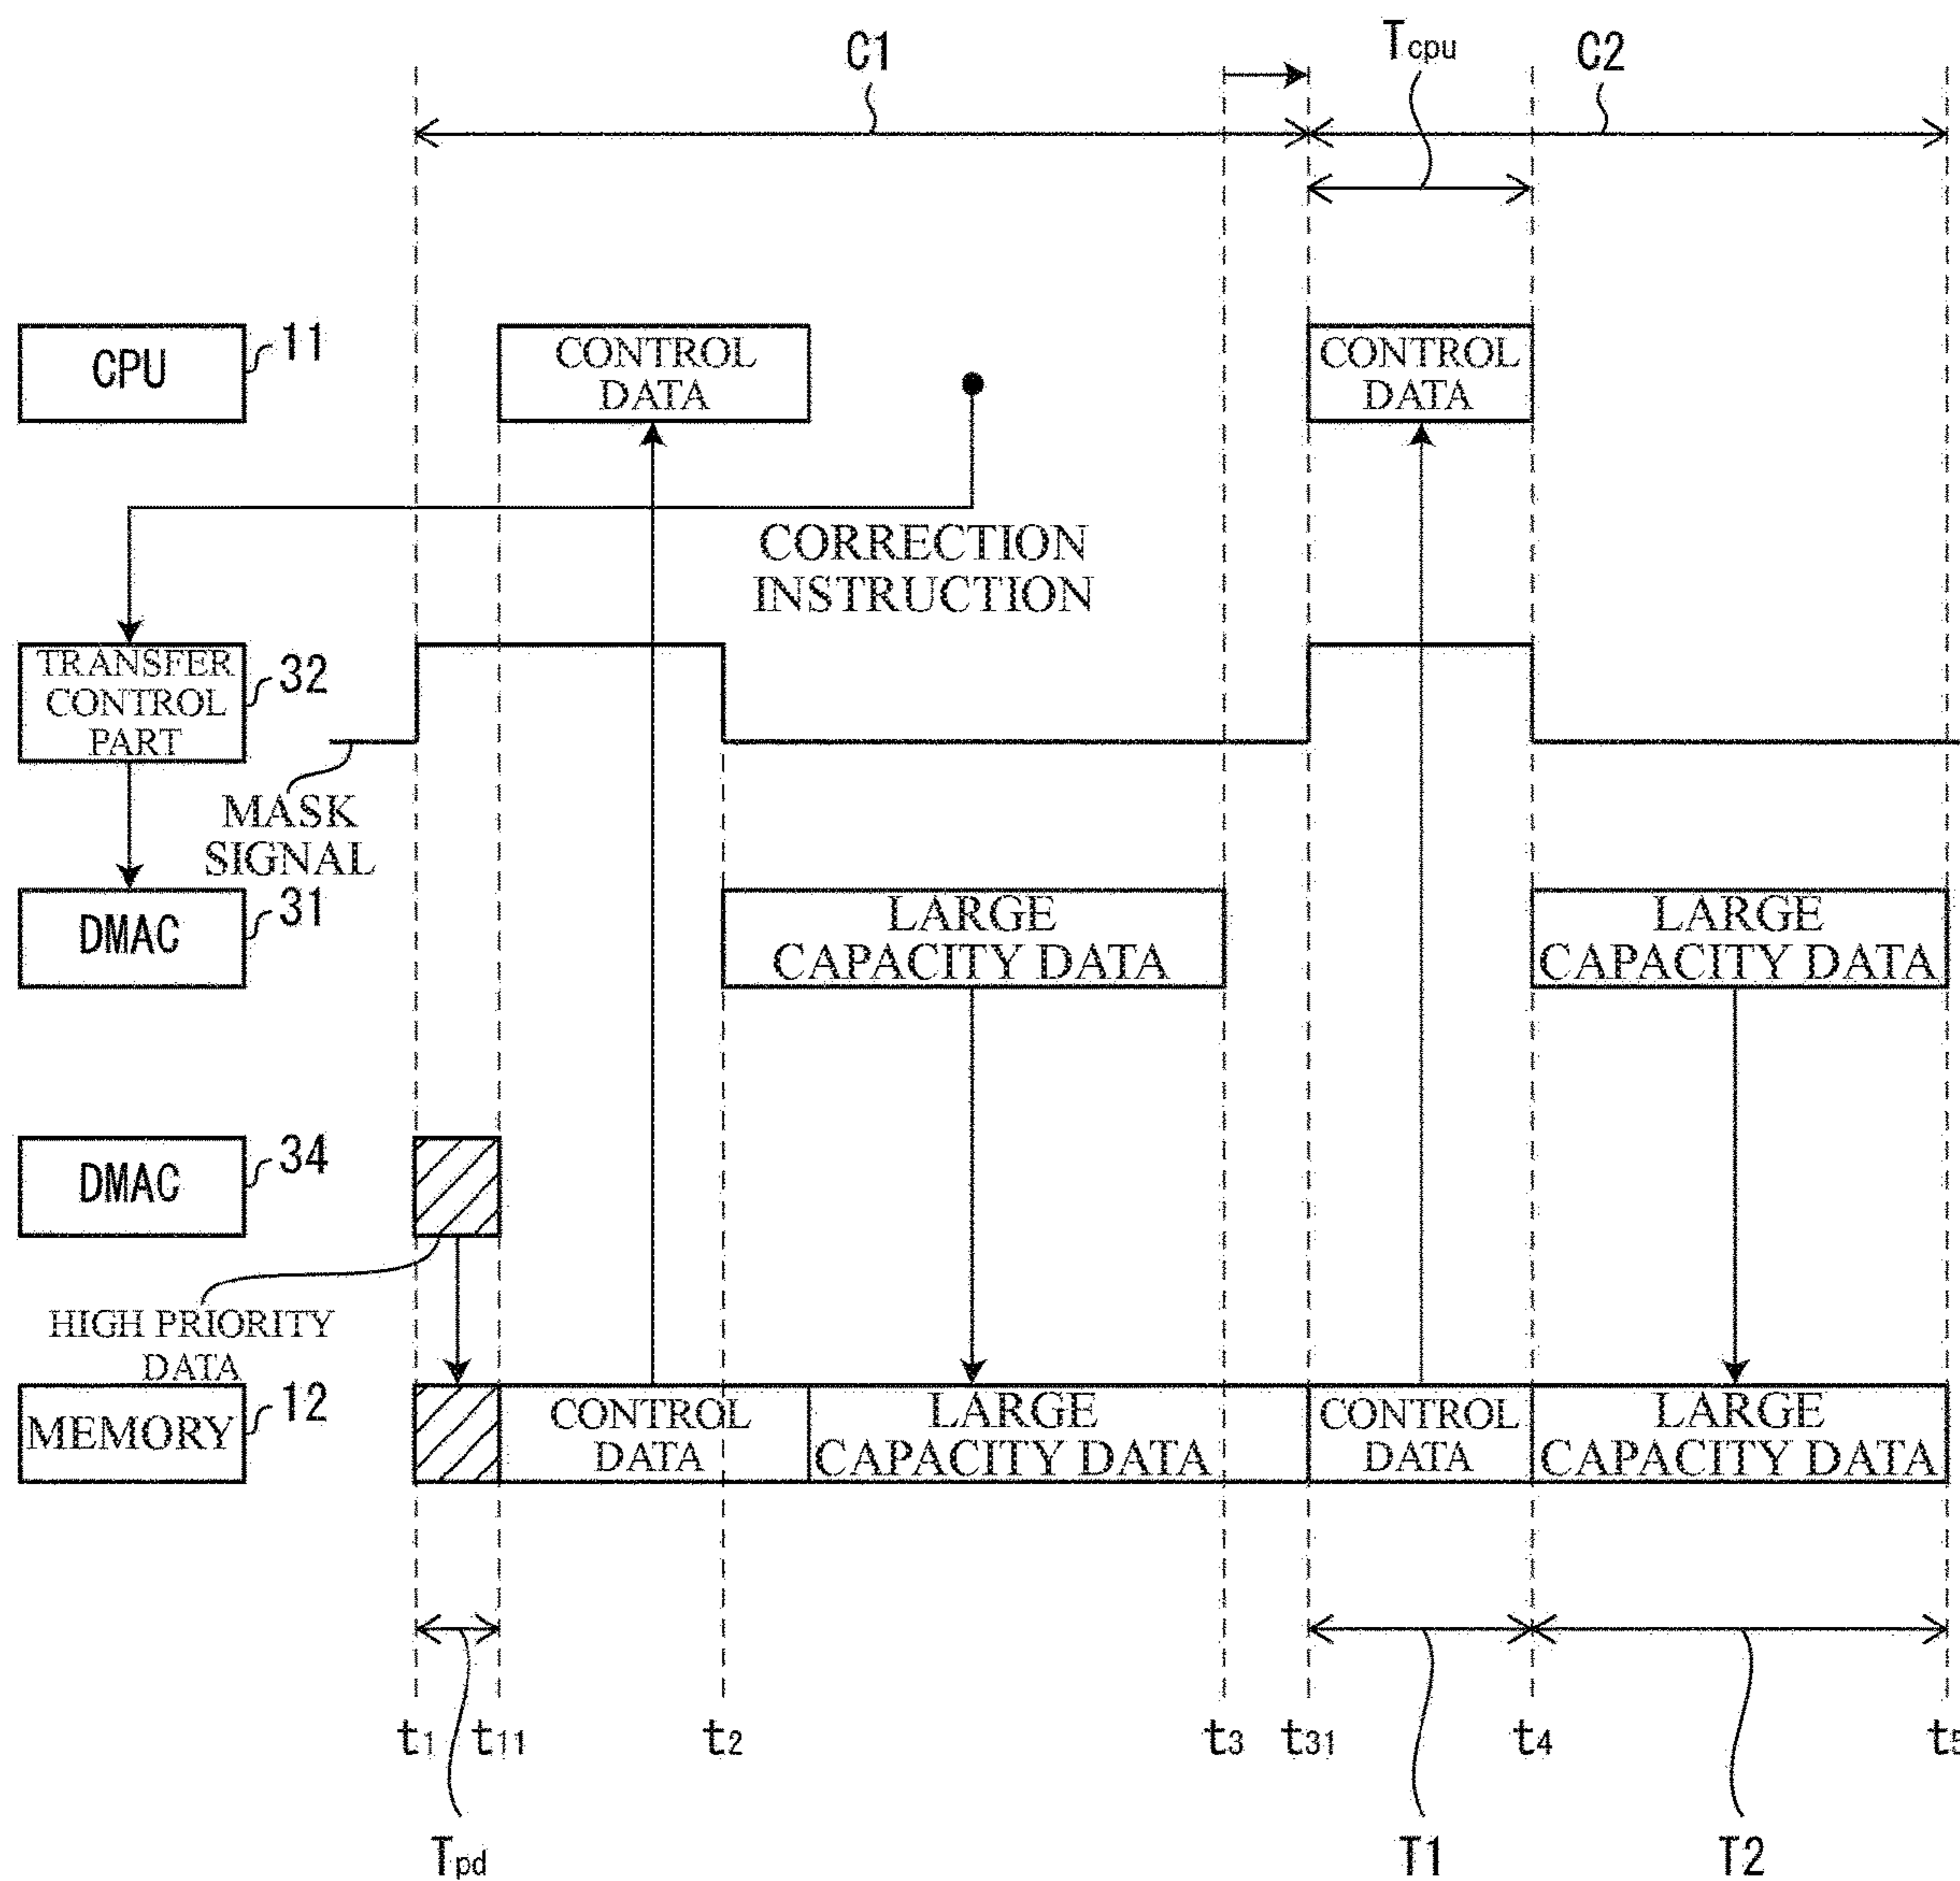 C1
Tcpu
C2
CPU
11
CONTROL
DATA
CONTROL
DATA
CORRECTION
INSTRUCTION
TRANSFER
CONTROL
PART
32
MASK
SIGNAL
DMAC
31
LARGE
CAPACITY DATA
LARGE
CAPACITY DATA
DMAC
34
HIGH PRIORITY
DATA
MEMORY
12
CONTROL
DATA
LARGE
CAPACITY DATA
CONTROL
DATA
LARGE
CAPACITY DATA
t1
t11
t2
t3
t31
t4
t5
Tpd
T1
T2